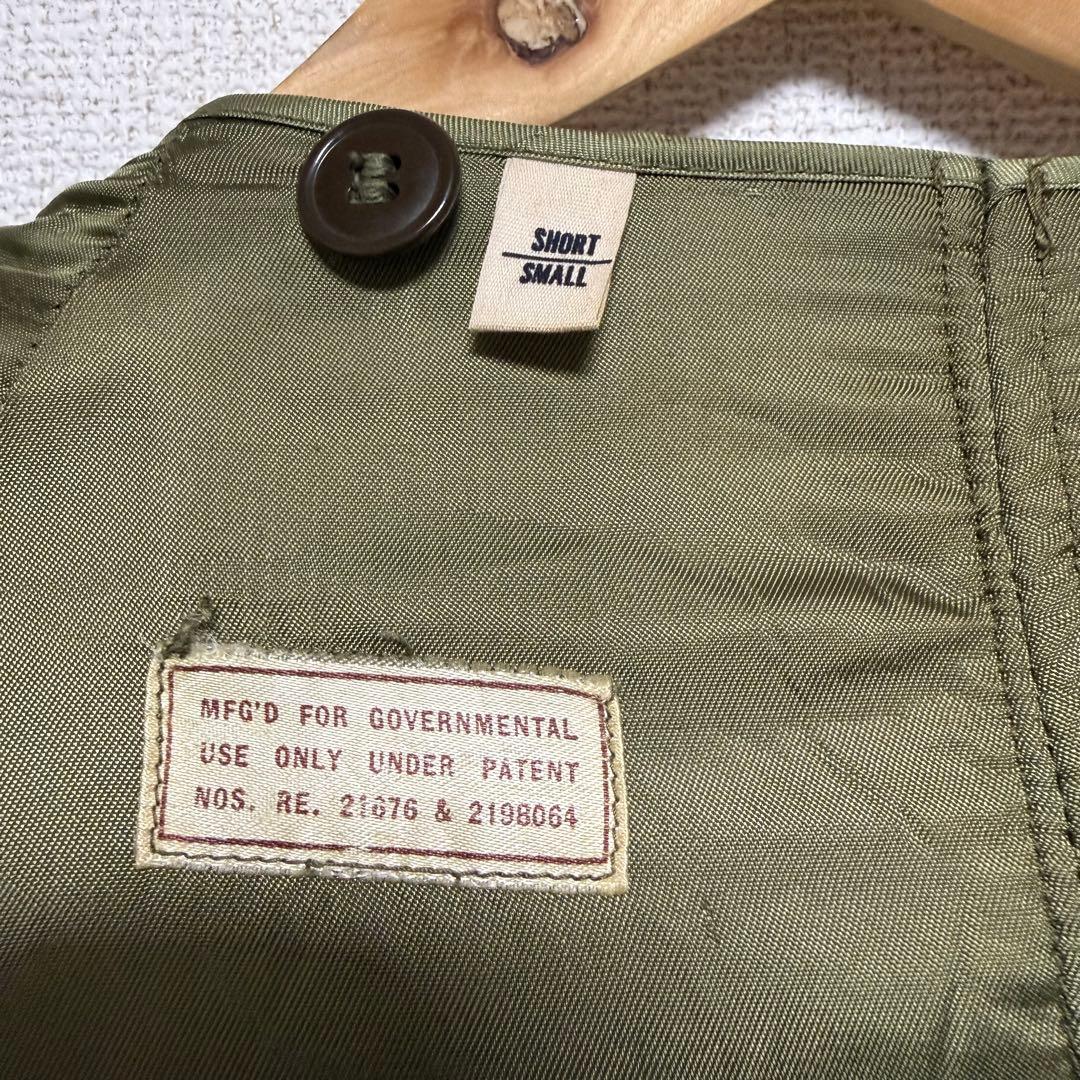 SHORT
SMALL
MFG'D FOR GOVERNMENTAL
USE ONLY UNDER PATENT
NOS. RE. 21676 & 2198064